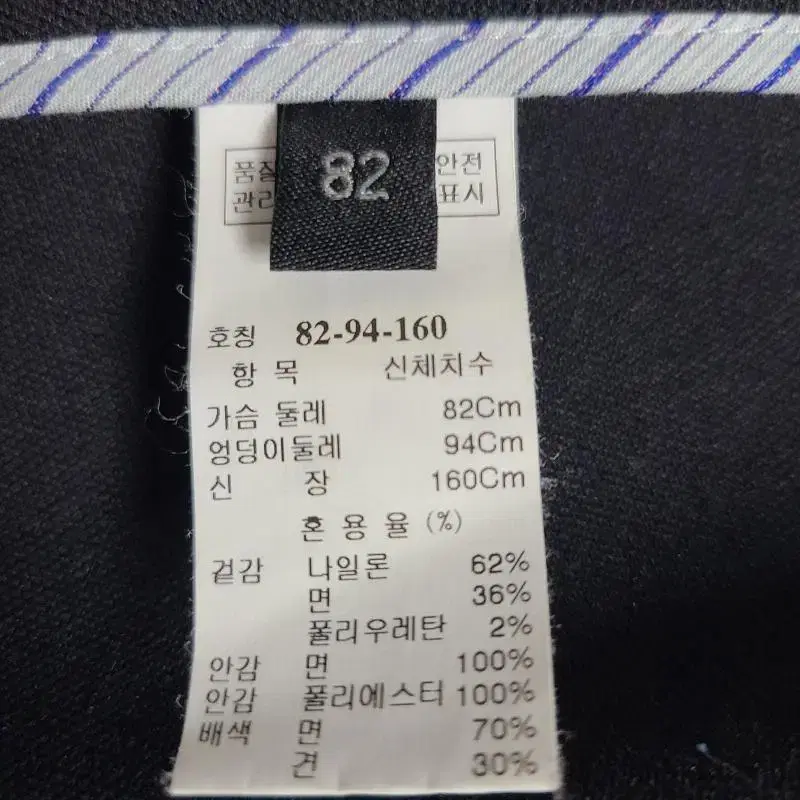 품질 안전
관리 표시
82
호칭 82-94-160
항 목 신체치수
가슴 둘레 82Cm
엉덩이둘레 94Cm
신 장 160Cm
혼 용 율 (%)
겉감 나일론 62%
면 36%
폴리우레탄 2%
안감 면 100%
안감 폴리에스터 100%
배색 면 70%
견 30%